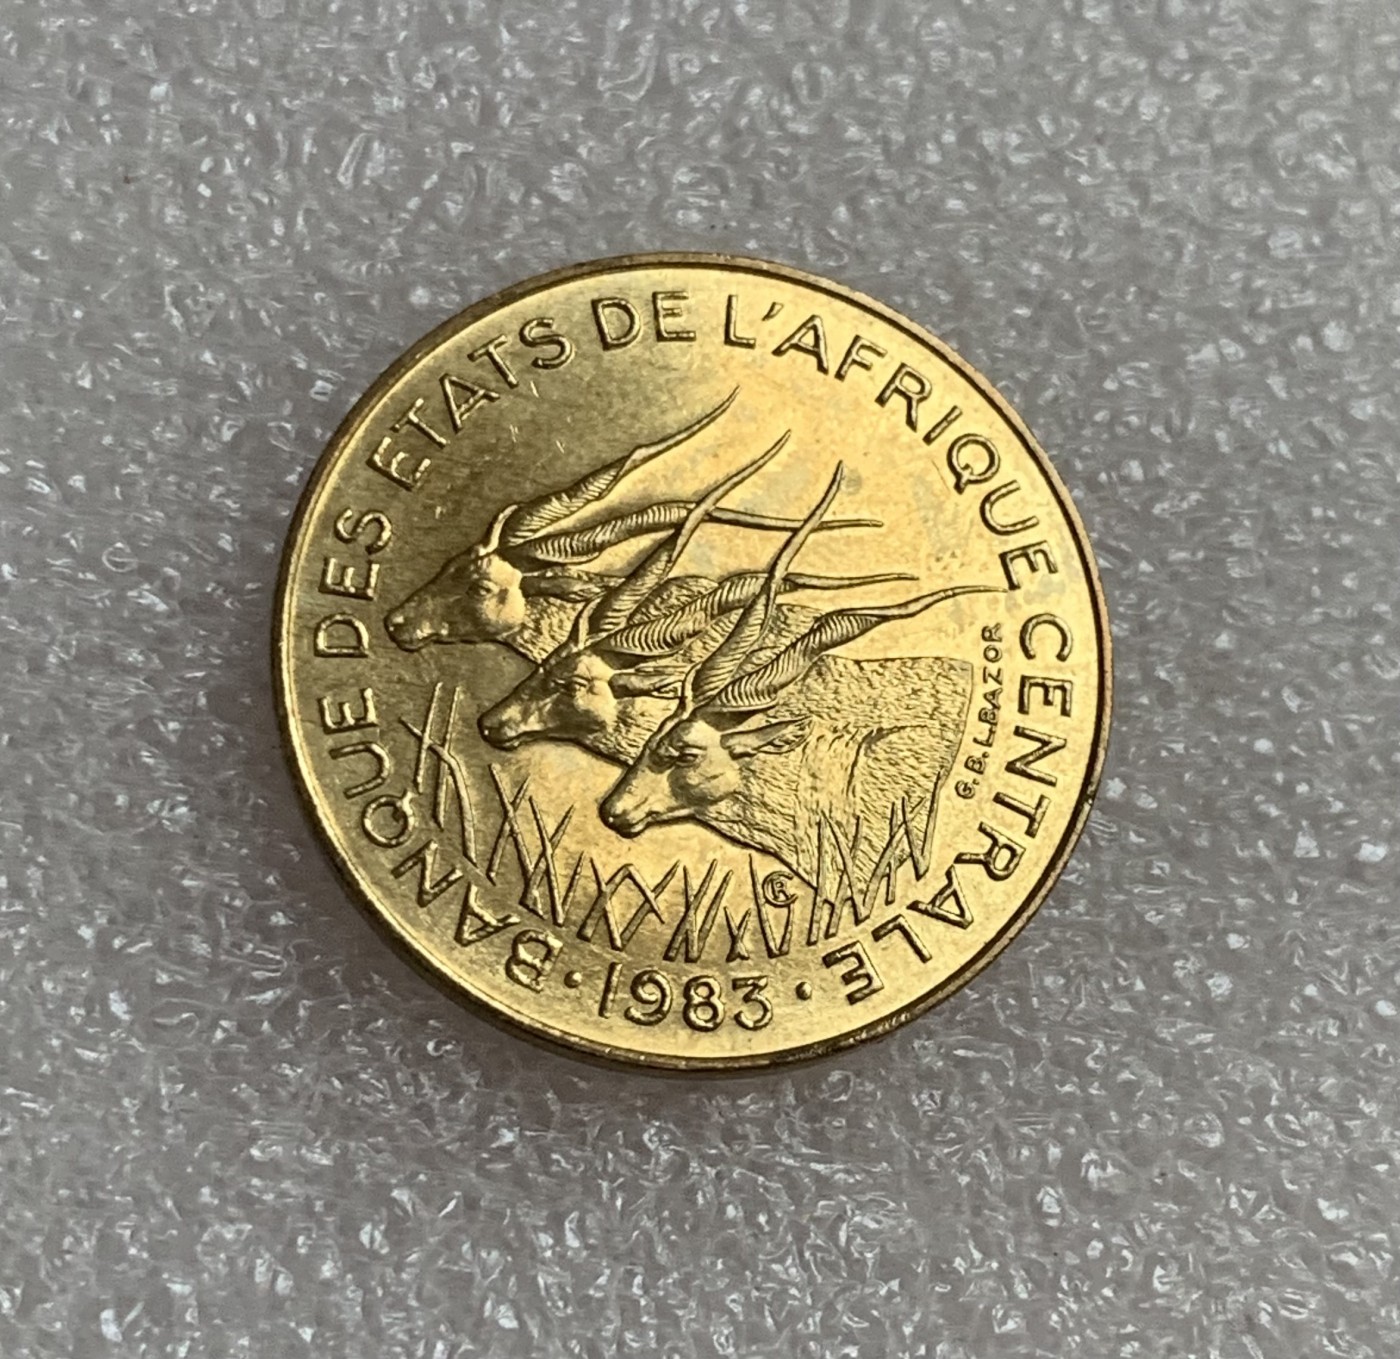 BANQUE DES ETATS DE L'AFRIQUE CENTRALE
· 1983 ·
G.B.L.BAZOR